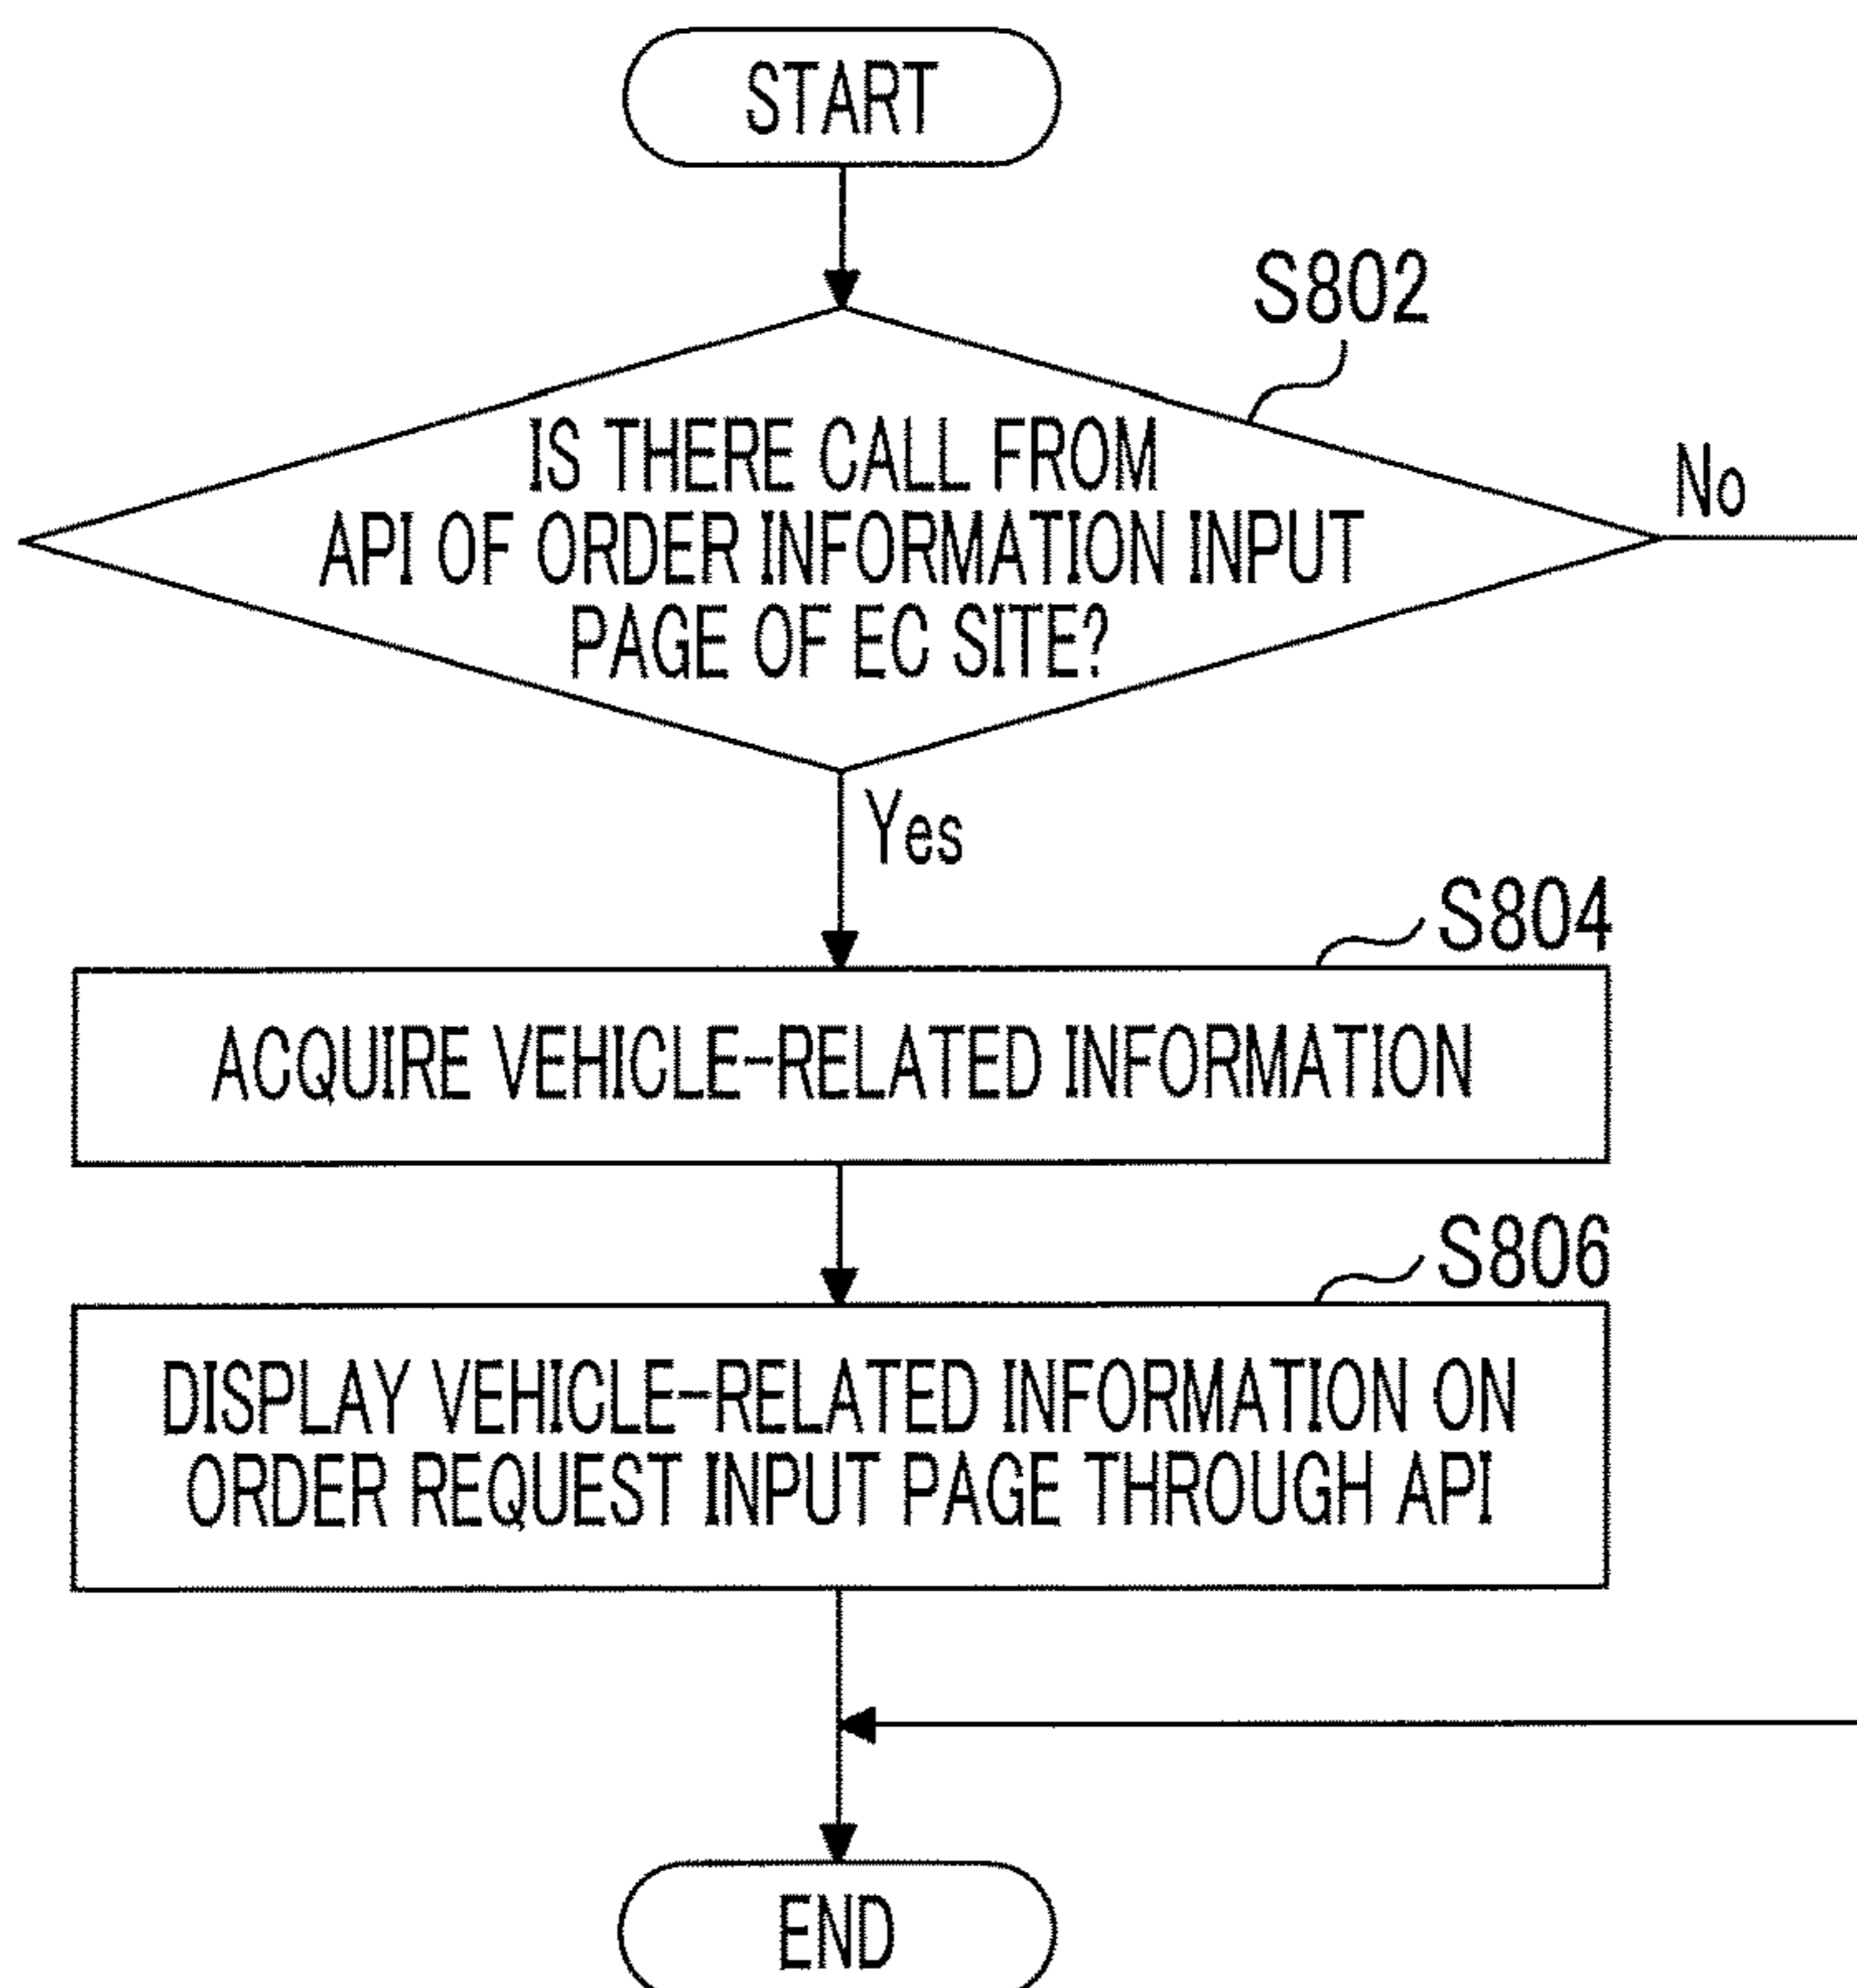 START
S802
IS THERE CALL FROM
API OF ORDER INFORMATION INPUT
PAGE OF EC SITE?
No
Yes
S804
ACQUIRE VEHICLE-RELATED INFORMATION
S806
DISPLAY VEHICLE-RELATED INFORMATION ON
ORDER REQUEST INPUT PAGE THROUGH API
END